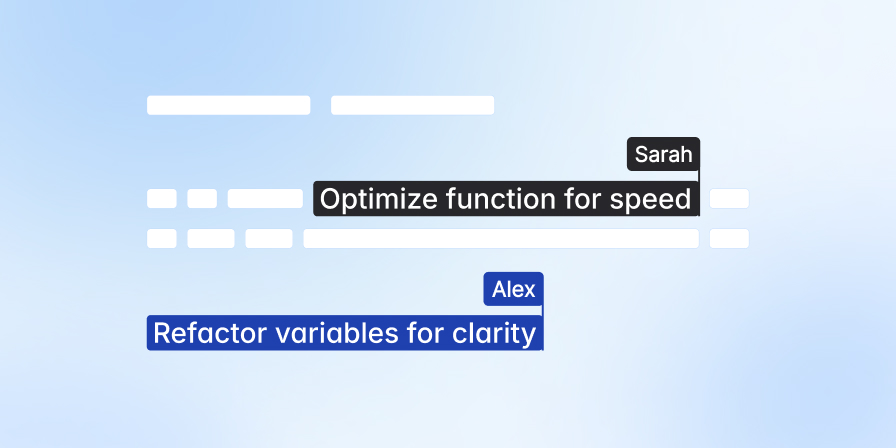 Sarah
Optimize function for speed
Alex
Refactor variables for clarity